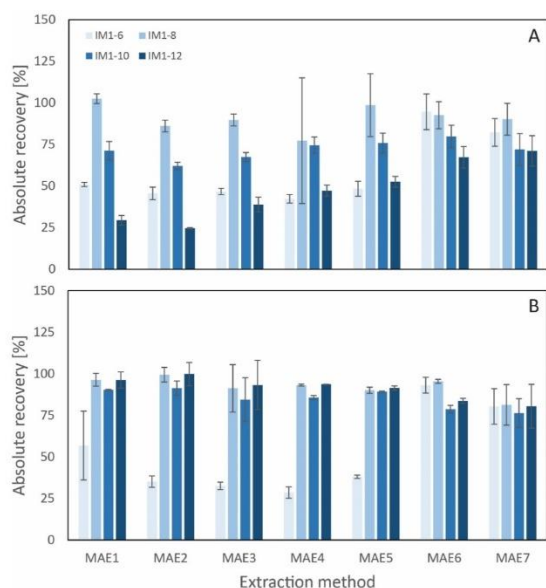 150
125
100
75
50
25
0
Absolute recovery [%]
IM1-6 IM1-8
IM1-10 IM1-12
A
150
125
100
75
50
25
0
Absolute recovery [%]
B
MAE1 MAE2 MAE3 MAE4 MAE5 MAE6 MAE7
Extraction method